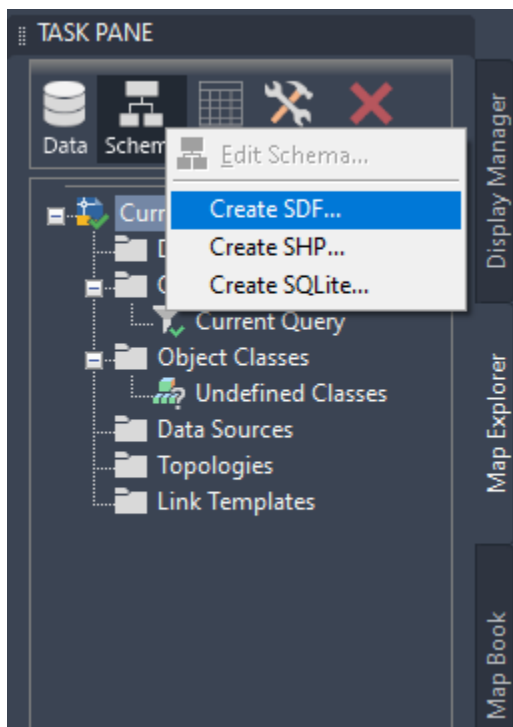 TASK PANE
Data
Schem
Edit Schema...
Create SDF...
Create SHP...
Create SQLite...
Curr
Current Query
Object Classes
Undefined Classes
Data Sources
Topologies
Link Templates
Display Manager
Map Explorer
Map Book